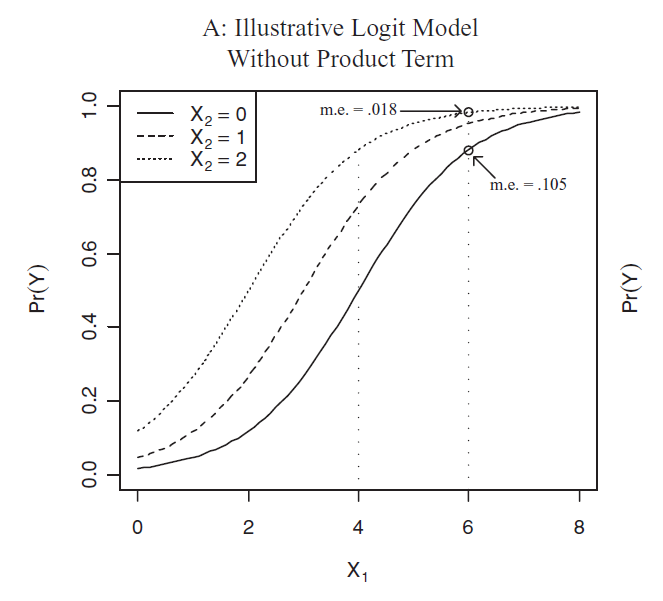 A: Illustrative Logit Model
Without Product Term
X₂ = 0
X₂ = 1
X₂ = 2
m.e. = .018
m.e. = .105
Pr(Y)
Pr(Y)
1.0
0.8
0.6
0.4
0.2
0.0
0 2 4 6 8
X₁